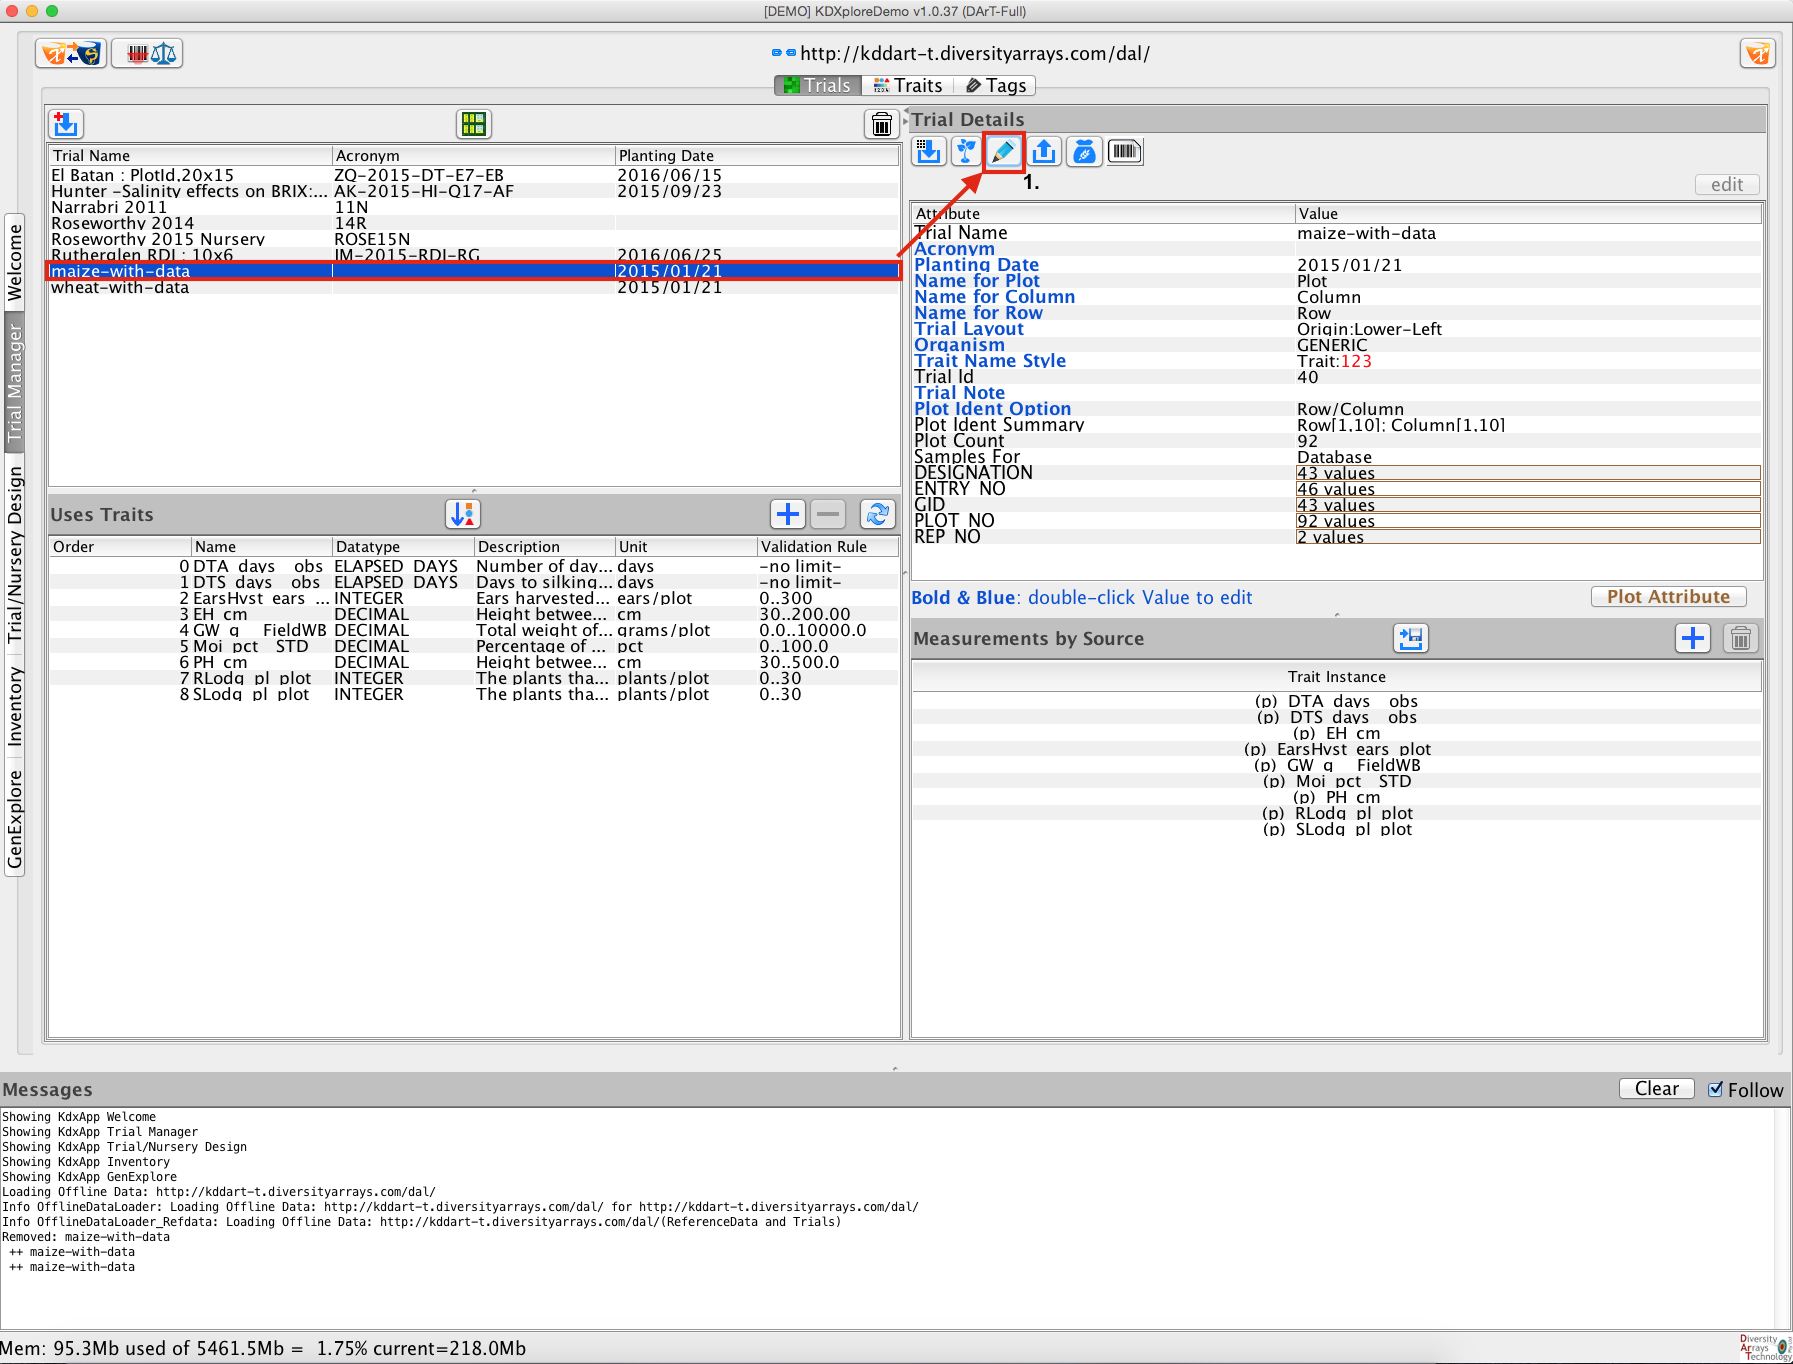 [DEMO] KDXploreDemo v1.0.37 (DArT-Full)
http://kddart-t.diversityarrays.com/dal/
Trials Traits Tags
Welcome
Trial Manager
Trial/Nursery Design
Inventory
GenExplore
Trial Name Acronym Planting Date
El Batan : PlotId,20x15 ZQ-2015-DT-E7-EB 2016/06/15
Hunter -Salinity effects on BRIX:... AK-2015-HI-Q17-AF 2015/09/23
Narrabri 2011 11N
Roseworthy 2014 14R
Roseworthy 2015 Nursery ROSE15N
Rutherglen RDI : 10x6 IM-2015-RDI-RG 2016/06/25
maize-with-data 2015/01/21
wheat-with-data 2015/01/21
Uses Traits
Order Name Datatype Description Unit Validation Rule
0 DTA_days__obs ELAPSED_DAYS Number of day... days -no limit-
1 DTS_days__obs ELAPSED_DAYS Days to silking... days -no limit-
2 EarsHvst_ears_... INTEGER Ears harvested... ears/plot 0..300
3 EH_cm DECIMAL Height betwee... cm 30..200.00
4 GW_g__FieldWB DECIMAL Total weight of... grams/plot 0.0..10000.0
5 Moi_pct__STD DECIMAL Percentage of ... pct 0..100.0
6 PH_cm DECIMAL Height betwee... cm 30..500.0
7 RLodg_pl_plot INTEGER The plants tha... plants/plot 0..30
8 SLodg_pl_plot INTEGER The plants tha... plants/plot 0..30
Trial Details
1.
edit
Attribute Value
Trial Name maize-with-data
Acronym
Planting Date 2015/01/21
Name for Plot Plot
Name for Column Column
Name for Row Row
Trial Layout Origin:Lower-Left
Organism GENERIC
Trait Name Style Trait:123
Trial Id 40
Trial Note
Plot Ident Option Row/Column
Plot Ident Summary Row[1,10]; Column[1,10]
Plot Count 92
Samples For Database
DESIGNATION 43 values
ENTRY_NO 46 values
GID 43 values
PLOT_NO 92 values
REP_NO 2 values
Bold & Blue: double-click Value to edit
Plot Attribute
Measurements by Source
Trait Instance
(p) DTA_days__obs
(p) DTS_days__obs
(p) EH_cm
(p) EarsHvst_ears_plot
(p) GW_g__FieldWB
(p) Moi_pct__STD
(p) PH_cm
(p) RLodg_pl_plot
(p) SLodg_pl_plot
Messages
Clear
Follow
Showing KdxApp Welcome
Showing KdxApp Trial Manager
Showing KdxApp Trial/Nursery Design
Showing KdxApp Inventory
Showing KdxApp GenExplore
Loading Offline Data: http://kddart-t.diversityarrays.com/dal/
Info OfflineDataLoader: Loading Offline Data: http://kddart-t.diversityarrays.com/dal/ for http://kddart-t.diversityarrays.com/dal/
Info OfflineDataLoader_Refdata: Loading Offline Data: http://kddart-t.diversityarrays.com/dal/(ReferenceData and Trials)
Removed: maize-with-data
++ maize-with-data
++ maize-with-data
Mem: 95.3Mb used of 5461.5Mb = 1.75% current=218.0Mb
Diversity
Arrays
Technology